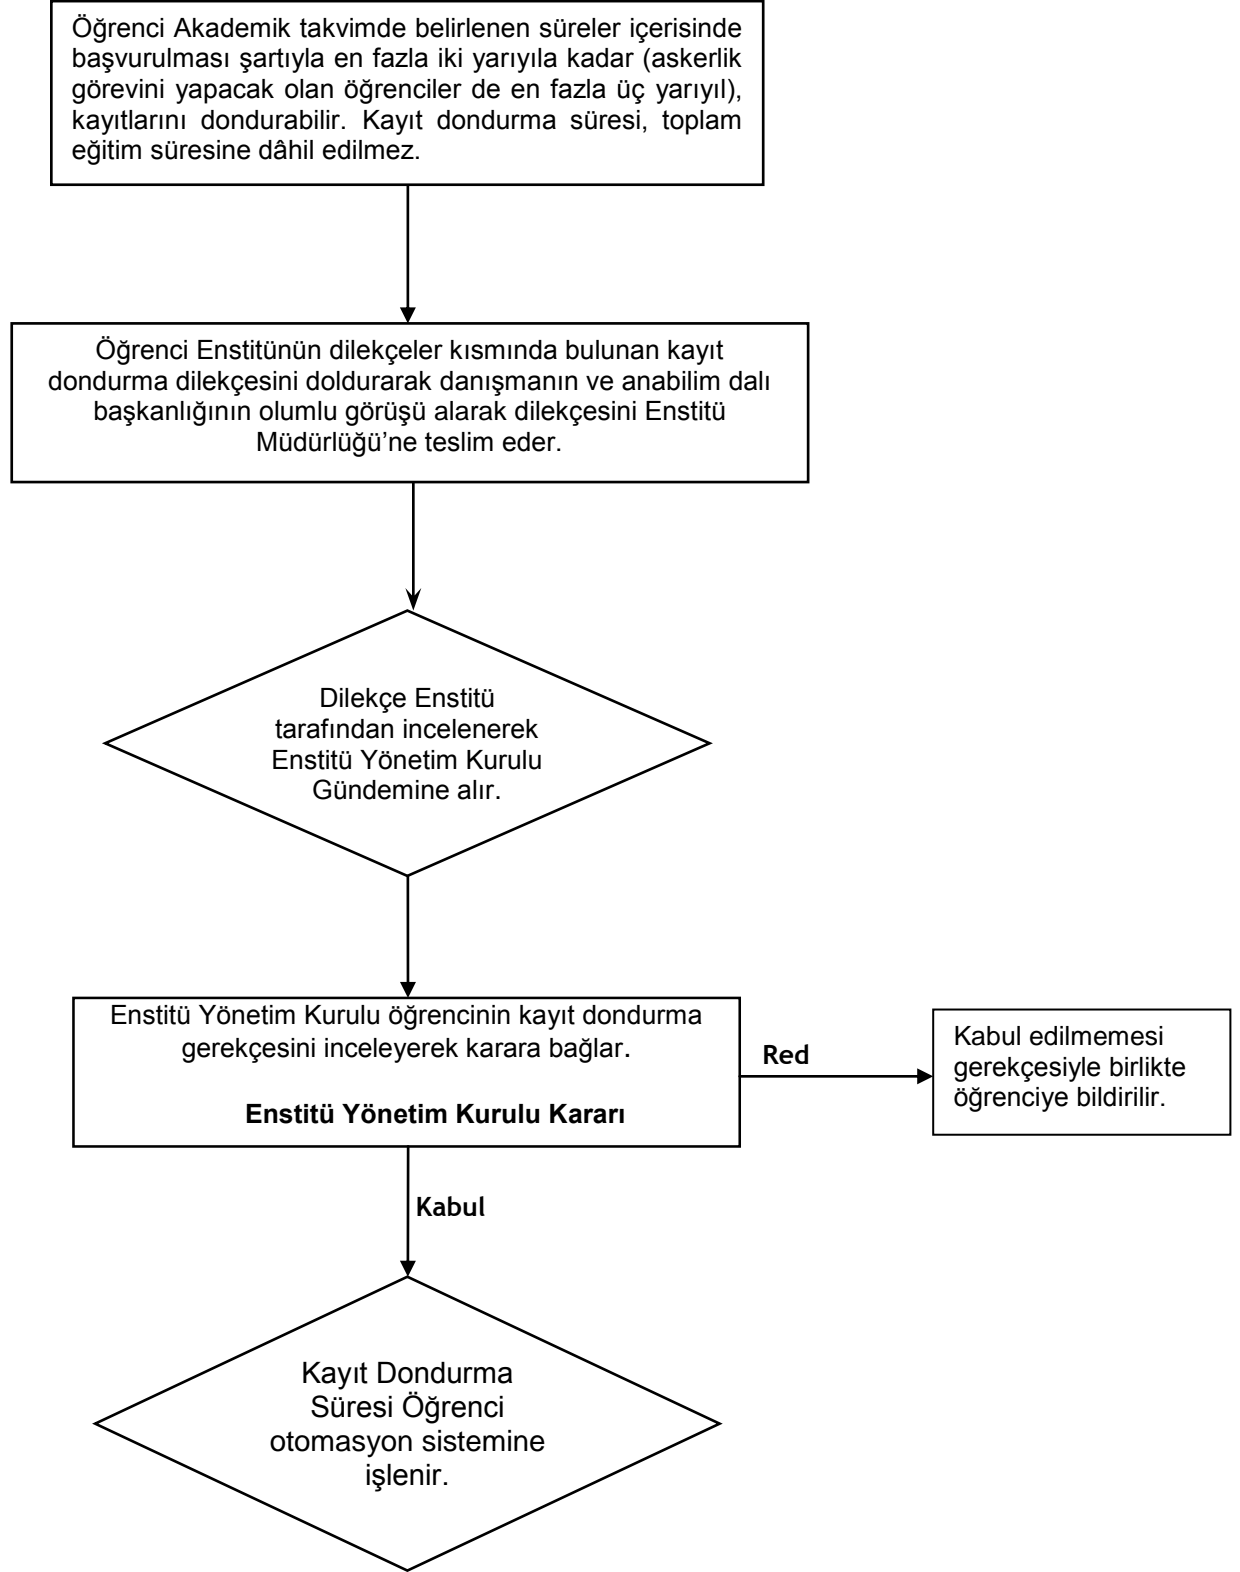 Öğrenci Akademik takvimde belirlenen süreler içerisinde
başvurulması şartıyla en fazla iki yarıyıla kadar (askerlik
görevini yapacak olan öğrenciler de en fazla üç yarıyıl),
kayıtlarını dondurabilir. Kayıt dondurma süresi, toplam
eğitim süresine dâhil edilmez.
Öğrenci Enstitünün dilekçeler kısmında bulunan kayıt
dondurma dilekçesini doldurarak danışmanın ve anabilim dalı
başkanlığının olumlu görüşü alarak dilekçesini Enstitü
Müdürlüğü’ne teslim eder.
Dilekçe Enstitü
tarafından incelenerek
Enstitü Yönetim Kurulu
Gündemine alır.
Enstitü Yönetim Kurulu öğrencinin kayıt dondurma
gerekçesini inceleyerek karara bağlar.
Enstitü Yönetim Kurulu Kararı
Red
Kabul edilmemesi
gerekçesiyle birlikte
öğrenciye bildirilir.
Kabul
Kayıt Dondurma
Süresi Öğrenci
otomasyon sistemine
işlenir.